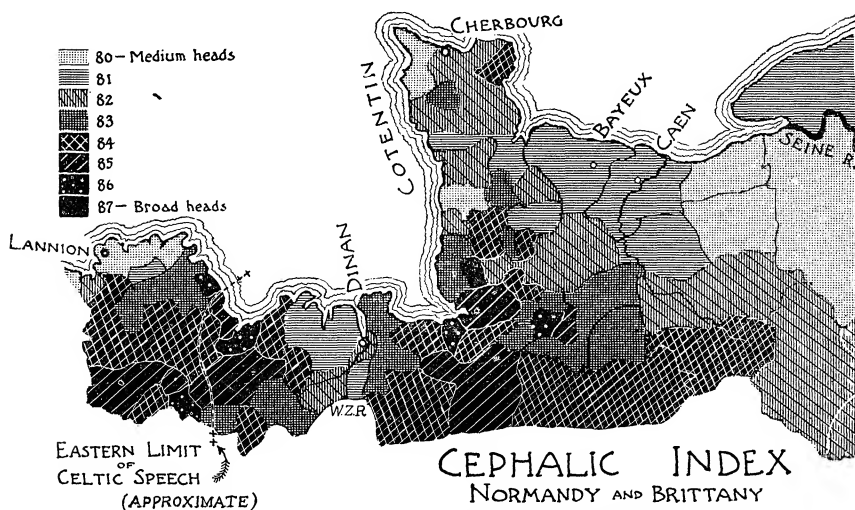 CHERBOURG
80 – Medium heads
81
82
83
84
85
86
87 – Broad heads
COTENTIN
BAYEUX
CAEN
SEINE R.
LANNION
DINAN
W.Z.R.
EASTERN LIMIT
OF
CELTIC SPEECH
(APPROXIMATE)
CEPHALIC INDEX
NORMANDY AND BRITTANY